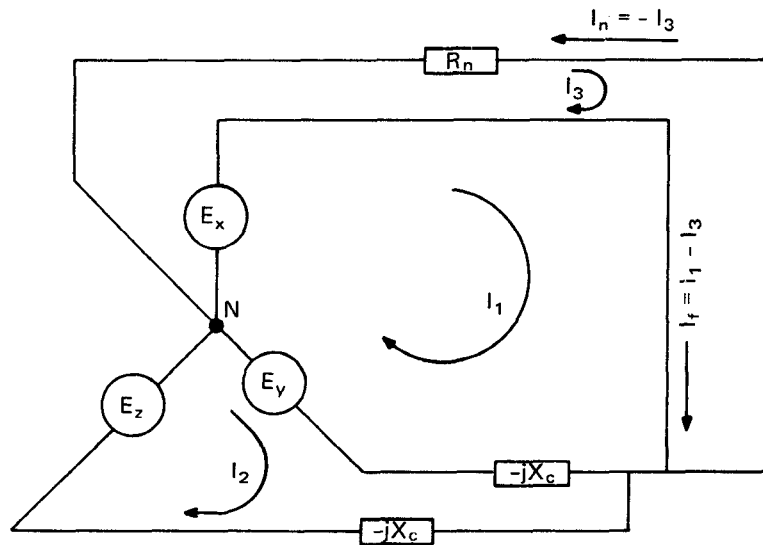 Iₙ = − I₃
Rₙ
I₃
Eₓ
I₁
I_f = i₁ − I₃
N
E_z
E_y
I₂
-jX_c
-jX_c